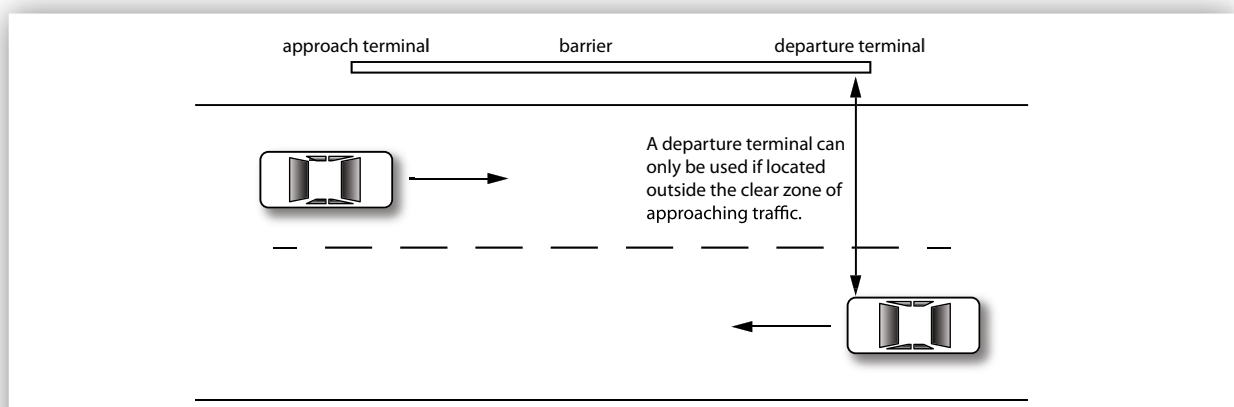 approach terminal
barrier
departure terminal
A departure terminal can
only be used if located
outside the clear zone of
approaching traffic.